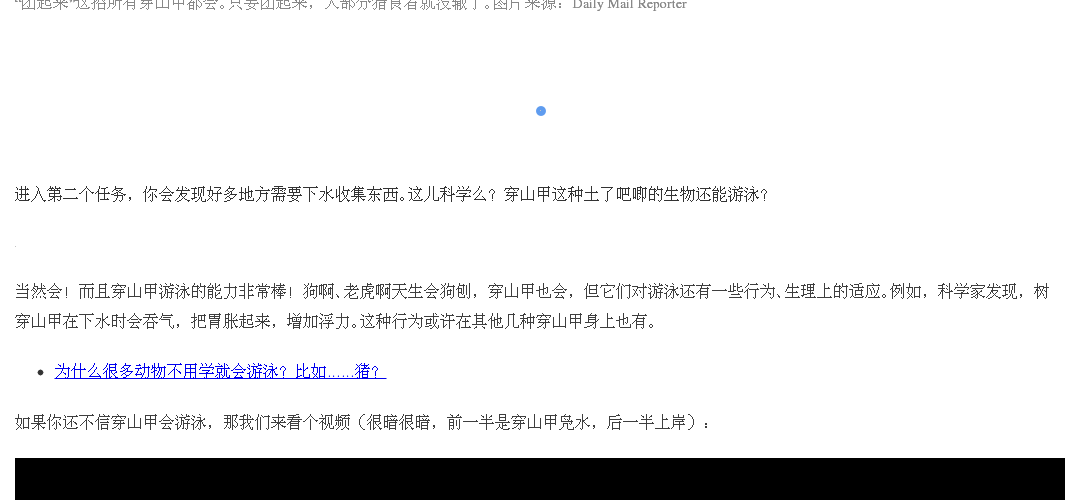 “团起来”这招所有穿山甲都会。只要团起来，大部分猎食者就没辙了。图片来源：Daily Mail Reporter
进入第二个任务，你会发现好多地方需要下水收集东西。这儿科学么？穿山甲这种土了吧唧的生物还能游泳？
当然会！而且穿山甲游泳的能力非常棒！狗啊、老虎啊天生会狗刨，穿山甲也会，但它们对游泳还有一些行为、生理上的适应。例如，科学家发现，树
穿山甲在下水时会吞气，把胃胀起来，增加浮力。这种行为或许在其他几种穿山甲身上也有。
为什么很多动物不用学就会游泳？比如……猪？
如果你还不信穿山甲会游泳，那我们来看个视频（很暗很暗，前一半是穿山甲凫水，后一半上岸）：